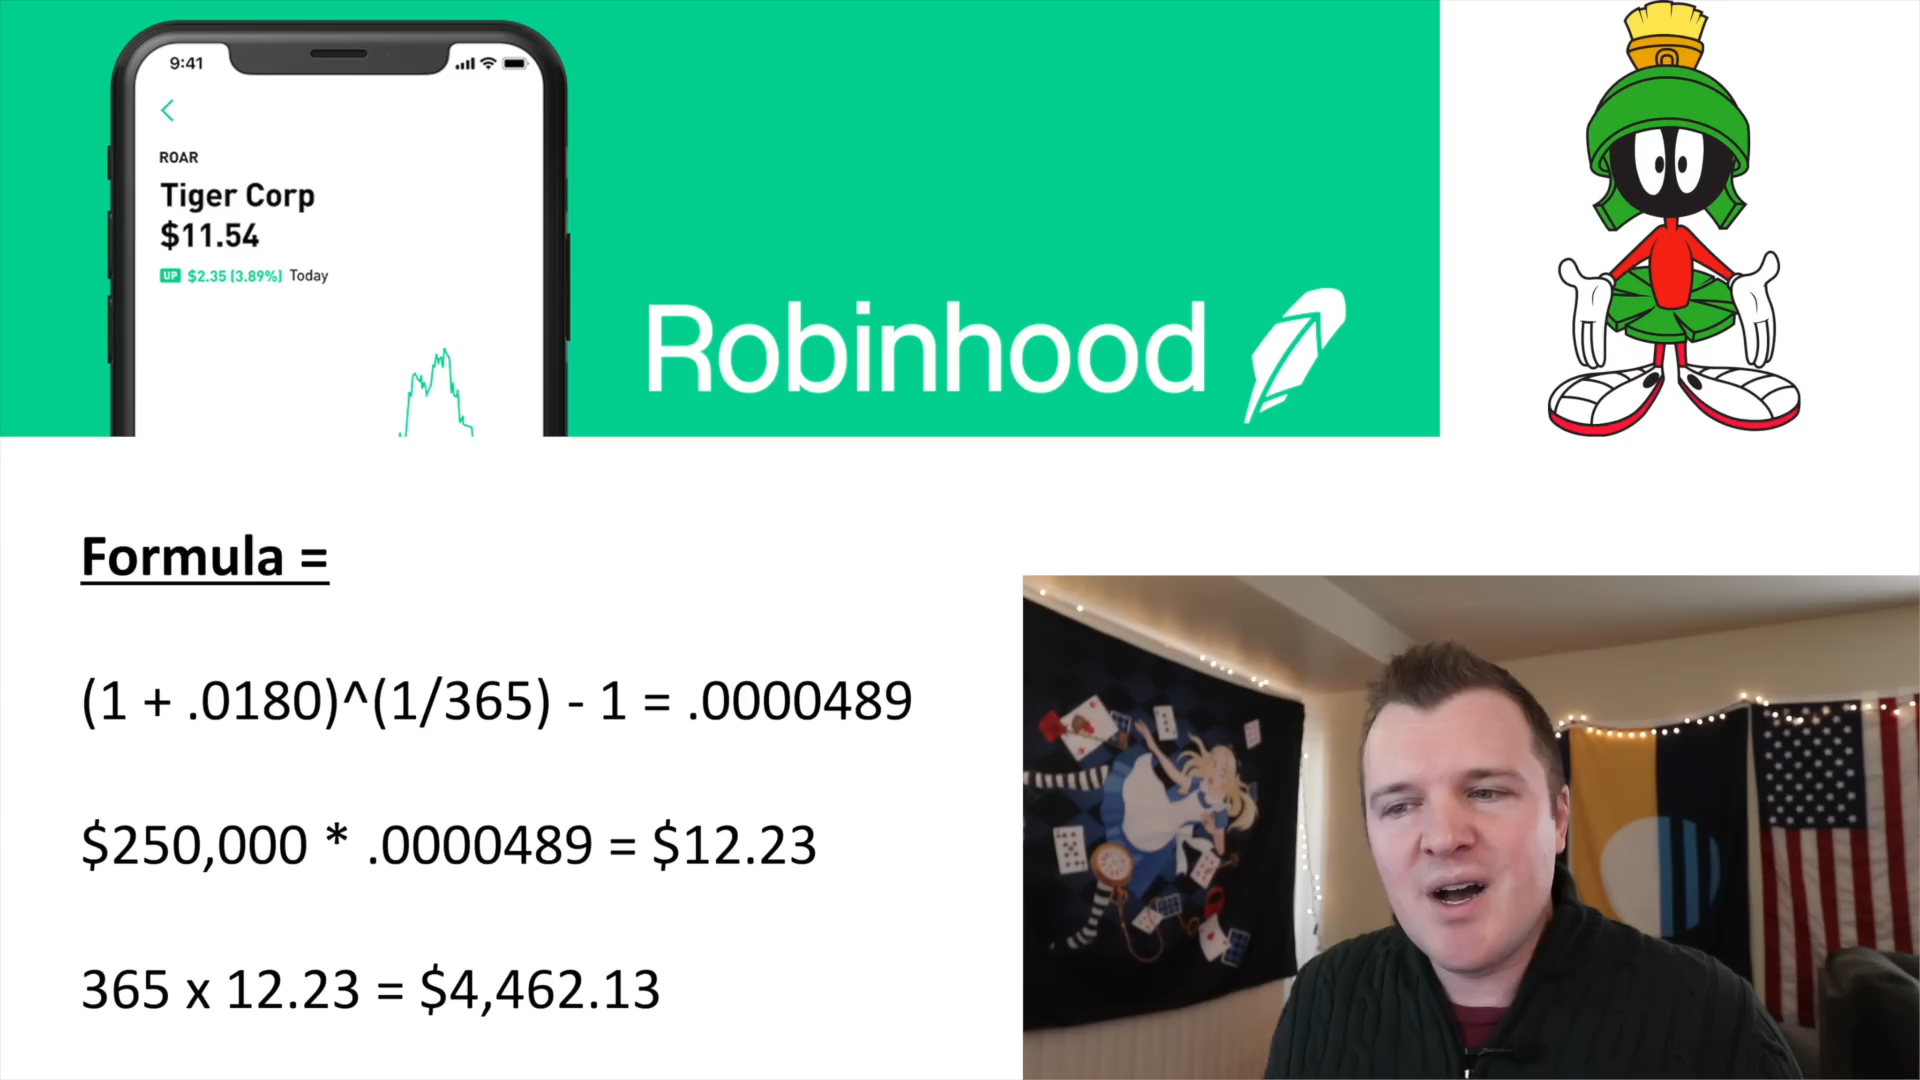 9:41
ROAR
Tiger Corp
$11.54
UP $2.35 (3.89%) Today
Robinhood
Formula =
(1 + .0180)^(1/365) - 1 = .0000489
$250,000 * .0000489 = $12.23
365 x 12.23 = $4,462.13